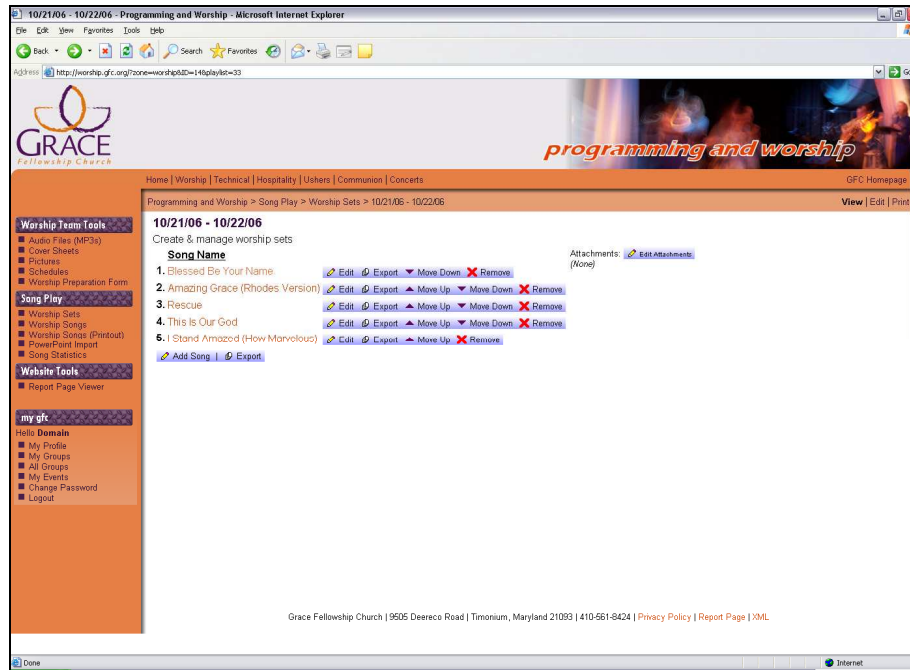 10/21/06 - 10/22/06 - Programming and Worship - Microsoft Internet Explorer
File Edit View Favorites Tools Help
Back Search Favorites
Address http://worship.gfc.org/?zone=worship&ID=14&playlist=33 Go
GRACE
Fellowship Church
programming and worship
Home | Worship | Technical | Hospitality | Ushers | Communion | Concerts GFC Homepage
Programming and Worship > Song Play > Worship Sets > 10/21/06 - 10/22/06 View | Edit | Print
Worship Team Tools
Audio Files (MP3s)
Cover Sheets
Pictures
Schedules
Worship Preparation Form
Song Play
Worship Sets
Worship Songs
Worship Songs (Printout)
PowerPoint Import
Song Statistics
Website Tools
Report Page Viewer
my gfc
Hello Domain
My Profile
My Groups
All Groups
My Events
Change Password
Logout
10/21/06 - 10/22/06
Create & manage worship sets
Song Name
1. Blessed Be Your Name Edit Export Move Down Remove
2. Amazing Grace (Rhodes Version) Edit Export Move Up Move Down Remove
3. Rescue Edit Export Move Up Move Down Remove
4. This Is Our God Edit Export Move Up Move Down Remove
5. I Stand Amazed (How Marvelous) Edit Export Move Up Remove
Add Song | Export
Attachments: Edit Attachments
(None)
Grace Fellowship Church | 9505 Deereco Road | Timonium, Maryland 21093 | 410-561-8424 | Privacy Policy | Report Page | XML
Done Internet